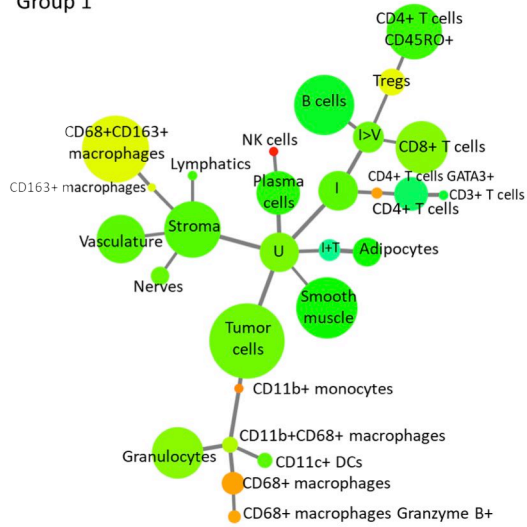 Group 1
CD4+ T cells
CD45RO+
Tregs
B cells
I>V
CD8+ T cells
NK cells
CD68+CD163+
macrophages
Lymphatics
CD163+ macrophages
Plasma
cells
I
CD4+ T cells GATA3+
CD3+ T cells
CD4+ T cells
Stroma
Vasculature
U
I+T
Adipocytes
Nerves
Smooth
muscle
Tumor
cells
CD11b+ monocytes
CD11b+CD68+ macrophages
Granulocytes
CD11c+ DCs
CD68+ macrophages
CD68+ macrophages Granzyme B+